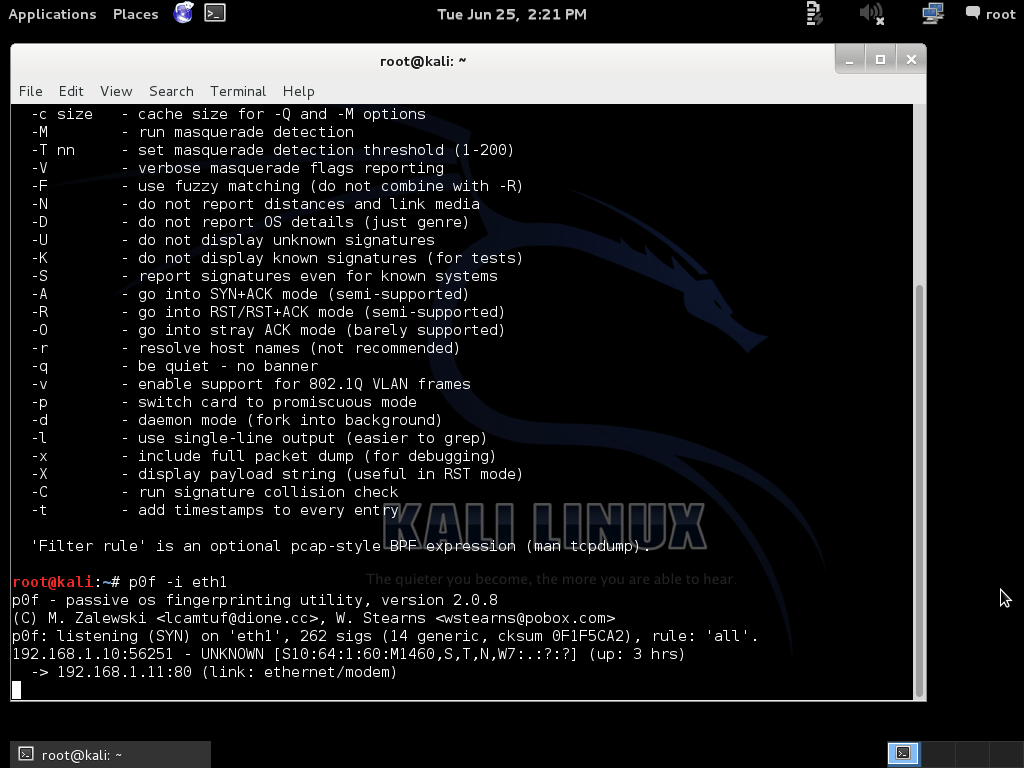 Applications Places Tue Jun 25, 2:21 PM root
root@kali: ~
File Edit View Search Terminal Help
-c size - cache size for -Q and -M options
-M - run masquerade detection
-T nn - set masquerade detection threshold (1-200)
-V - verbose masquerade flags reporting
-F - use fuzzy matching (do not combine with -R)
-N - do not report distances and link media
-D - do not report OS details (just genre)
-U - do not display unknown signatures
-K - do not display known signatures (for tests)
-S - report signatures even for known systems
-A - go into SYN+ACK mode (semi-supported)
-R - go into RST/RST+ACK mode (semi-supported)
-O - go into stray ACK mode (barely supported)
-r - resolve host names (not recommended)
-q - be quiet - no banner
-v - enable support for 802.1Q VLAN frames
-p - switch card to promiscuous mode
-d - daemon mode (fork into background)
-l - use single-line output (easier to grep)
-x - include full packet dump (for debugging)
-X - display payload string (useful in RST mode)
-C - run signature collision check
-t - add timestamps to every entry
KALI LINUX
'Filter rule' is an optional pcap-style BPF expression (man tcpdump).
The quieter you become, the more you are able to hear.
root@kali:~# p0f -i eth1
p0f - passive os fingerprinting utility, version 2.0.8
(C) M. Zalewski <lcamtuf@dione.cc>, W. Stearns <wstearns@pobox.com>
p0f: listening (SYN) on 'eth1', 262 sigs (14 generic, cksum 0F1F5CA2), rule: 'all'.
192.168.1.10:56251 - UNKNOWN [S10:64:1:60:M1460,S,T,N,W7:.:?:?] (up: 3 hrs)
-> 192.168.1.11:80 (link: ethernet/modem)
root@kali: ~